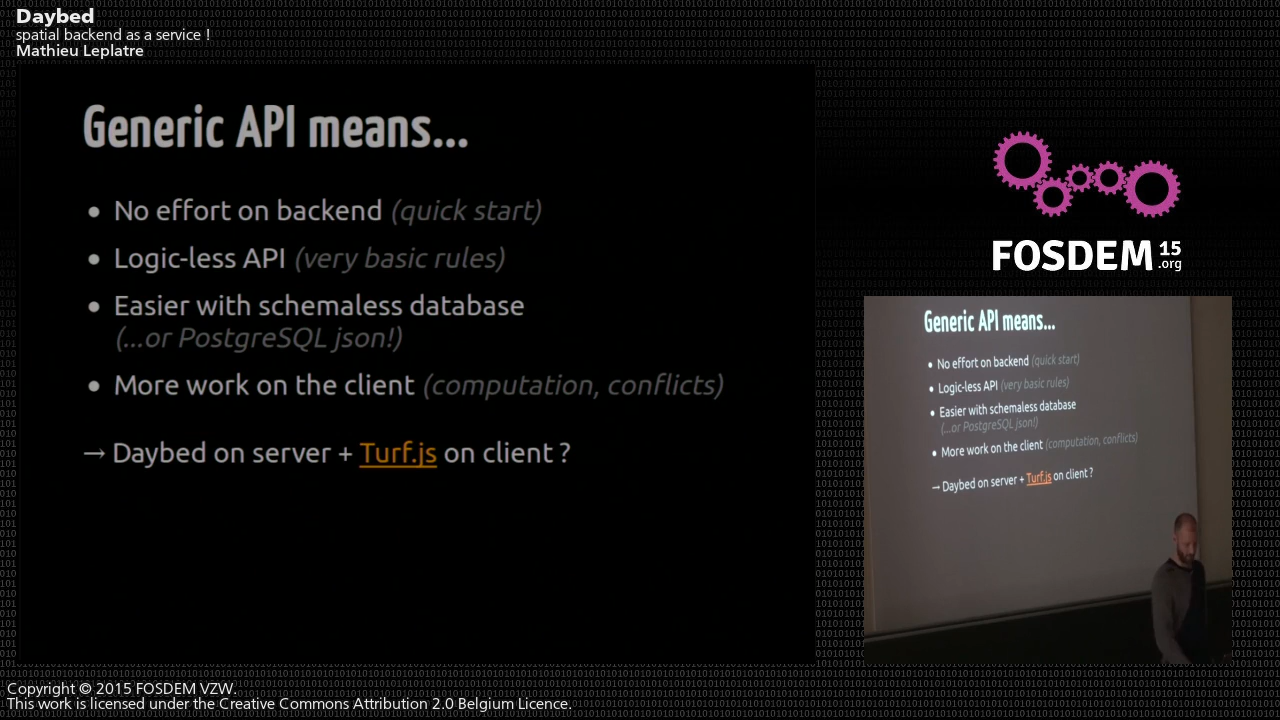 Daybed
spatial backend as a service !
Mathieu Leplatre
Generic API means...
• No effort on backend (quick start)
• Logic-less API (very basic rules)
• Easier with schemaless database
(...or PostgreSQL json!)
• More work on the client (computation, conflicts)
→ Daybed on server + Turf.js on client ?
FOSDEM 15
.org
Generic API means...
• No effort on backend (quick start)
• Logic-less API (very basic rules)
• Easier with schemaless database
(...or PostgreSQL json!)
• More work on the client (computation, conflicts)
→ Daybed on server + Turf.js on client ?
Copyright © 2015 FOSDEM VZW.
This work is licensed under the Creative Commons Attribution 2.0 Belgium Licence.